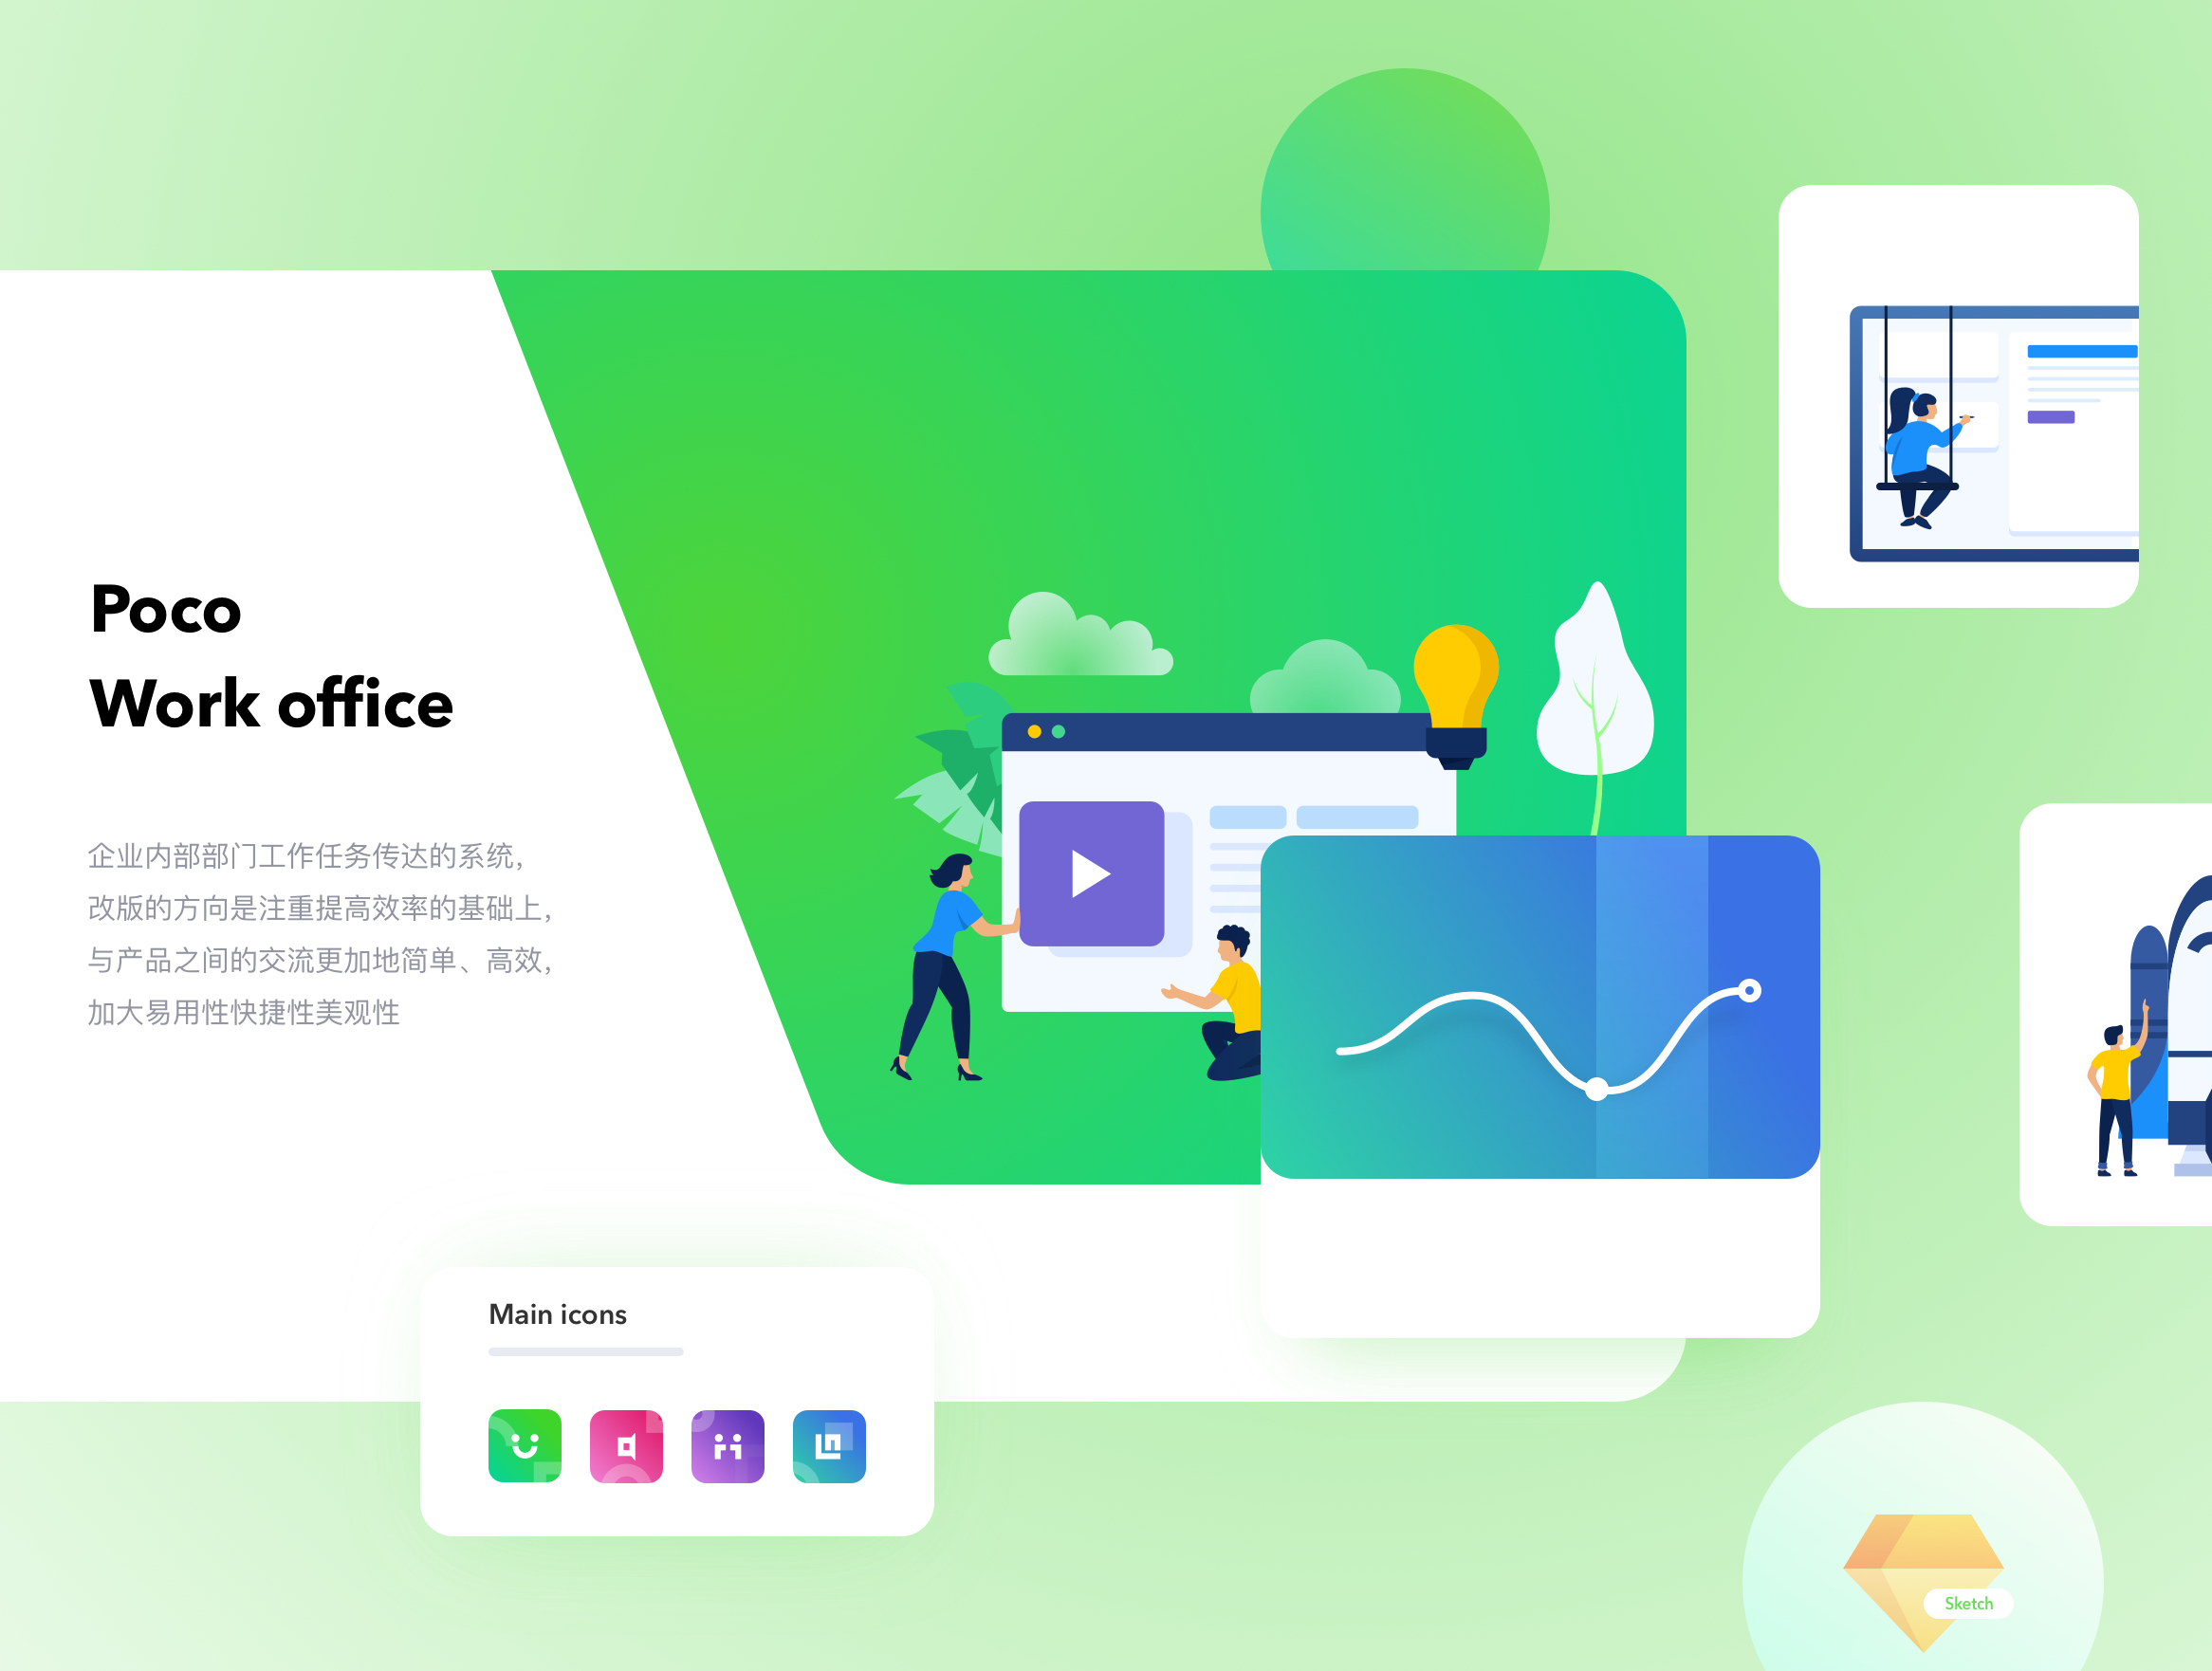 Poco
Work office
企业内部部门工作任务传达的系统，
改版的方向是注重提高效率的基础上，
与产品之间的交流更加地简单、高效，
加大易用性快捷性美观性
Main icons
Sketch